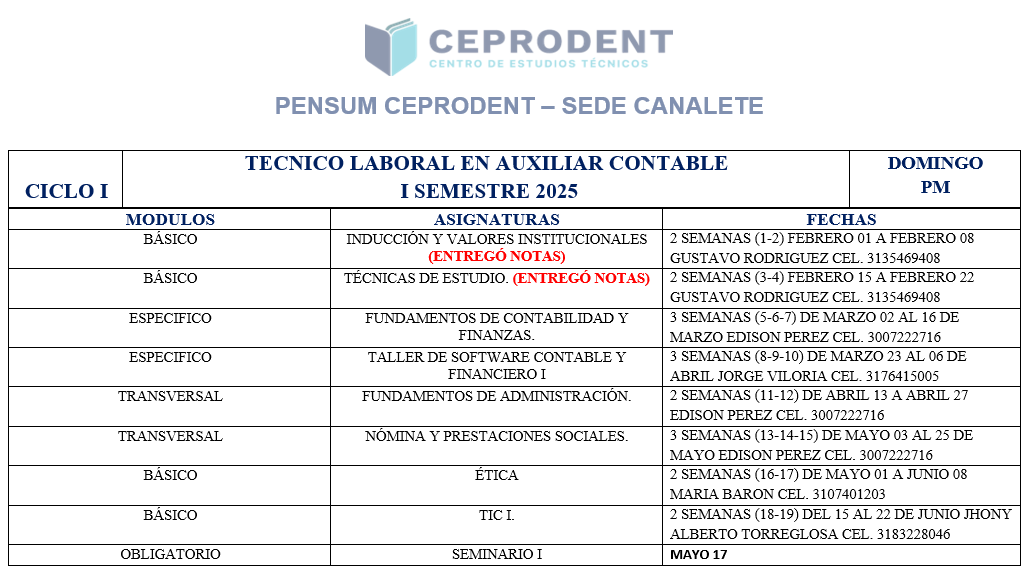 CEPRODENT
CENTRO DE ESTUDIOS TÉCNICOS
PENSUM CEPRODENT – SEDE CANALETE
CICLO I
TECNICO LABORAL EN AUXILIAR CONTABLE
I SEMESTRE 2025
DOMINGO
PM
MODULOS
ASIGNATURAS
FECHAS
BÁSICO
INDUCCIÓN Y VALORES INSTITUCIONALES
(ENTREGÓ NOTAS)
2 SEMANAS (1-2) FEBRERO 01 A FEBRERO 08
GUSTAVO RODRIGUEZ CEL. 3135469408
BÁSICO
TÉCNICAS DE ESTUDIO. (ENTREGÓ NOTAS)
2 SEMANAS (3-4) FEBRERO 15 A FEBRERO 22
GUSTAVO RODRIGUEZ CEL. 3135469408
ESPECIFICO
FUNDAMENTOS DE CONTABILIDAD Y
FINANZAS.
3 SEMANAS (5-6-7) DE MARZO 02 AL 16 DE
MARZO EDISON PEREZ CEL. 3007222716
ESPECIFICO
TALLER DE SOFTWARE CONTABLE Y
FINANCIERO I
3 SEMANAS (8-9-10) DE MARZO 23 AL 06 DE
ABRIL JORGE VILORIA CEL. 3176415005
TRANSVERSAL
FUNDAMENTOS DE ADMINISTRACIÓN.
2 SEMANAS (11-12) DE ABRIL 13 A ABRIL 27
EDISON PEREZ CEL. 3007222716
TRANSVERSAL
NÓMINA Y PRESTACIONES SOCIALES.
3 SEMANAS (13-14-15) DE MAYO 03 AL 25 DE
MAYO EDISON PEREZ CEL. 3007222716
BÁSICO
ÉTICA
2 SEMANAS (16-17) DE MAYO 01 A JUNIO 08
MARIA BARON CEL. 3107401203
BÁSICO
TIC I.
2 SEMANAS (18-19) DEL 15 AL 22 DE JUNIO JHONY
ALBERTO TORREGLOSA CEL. 3183228046
OBLIGATORIO
SEMINARIO I
MAYO 17